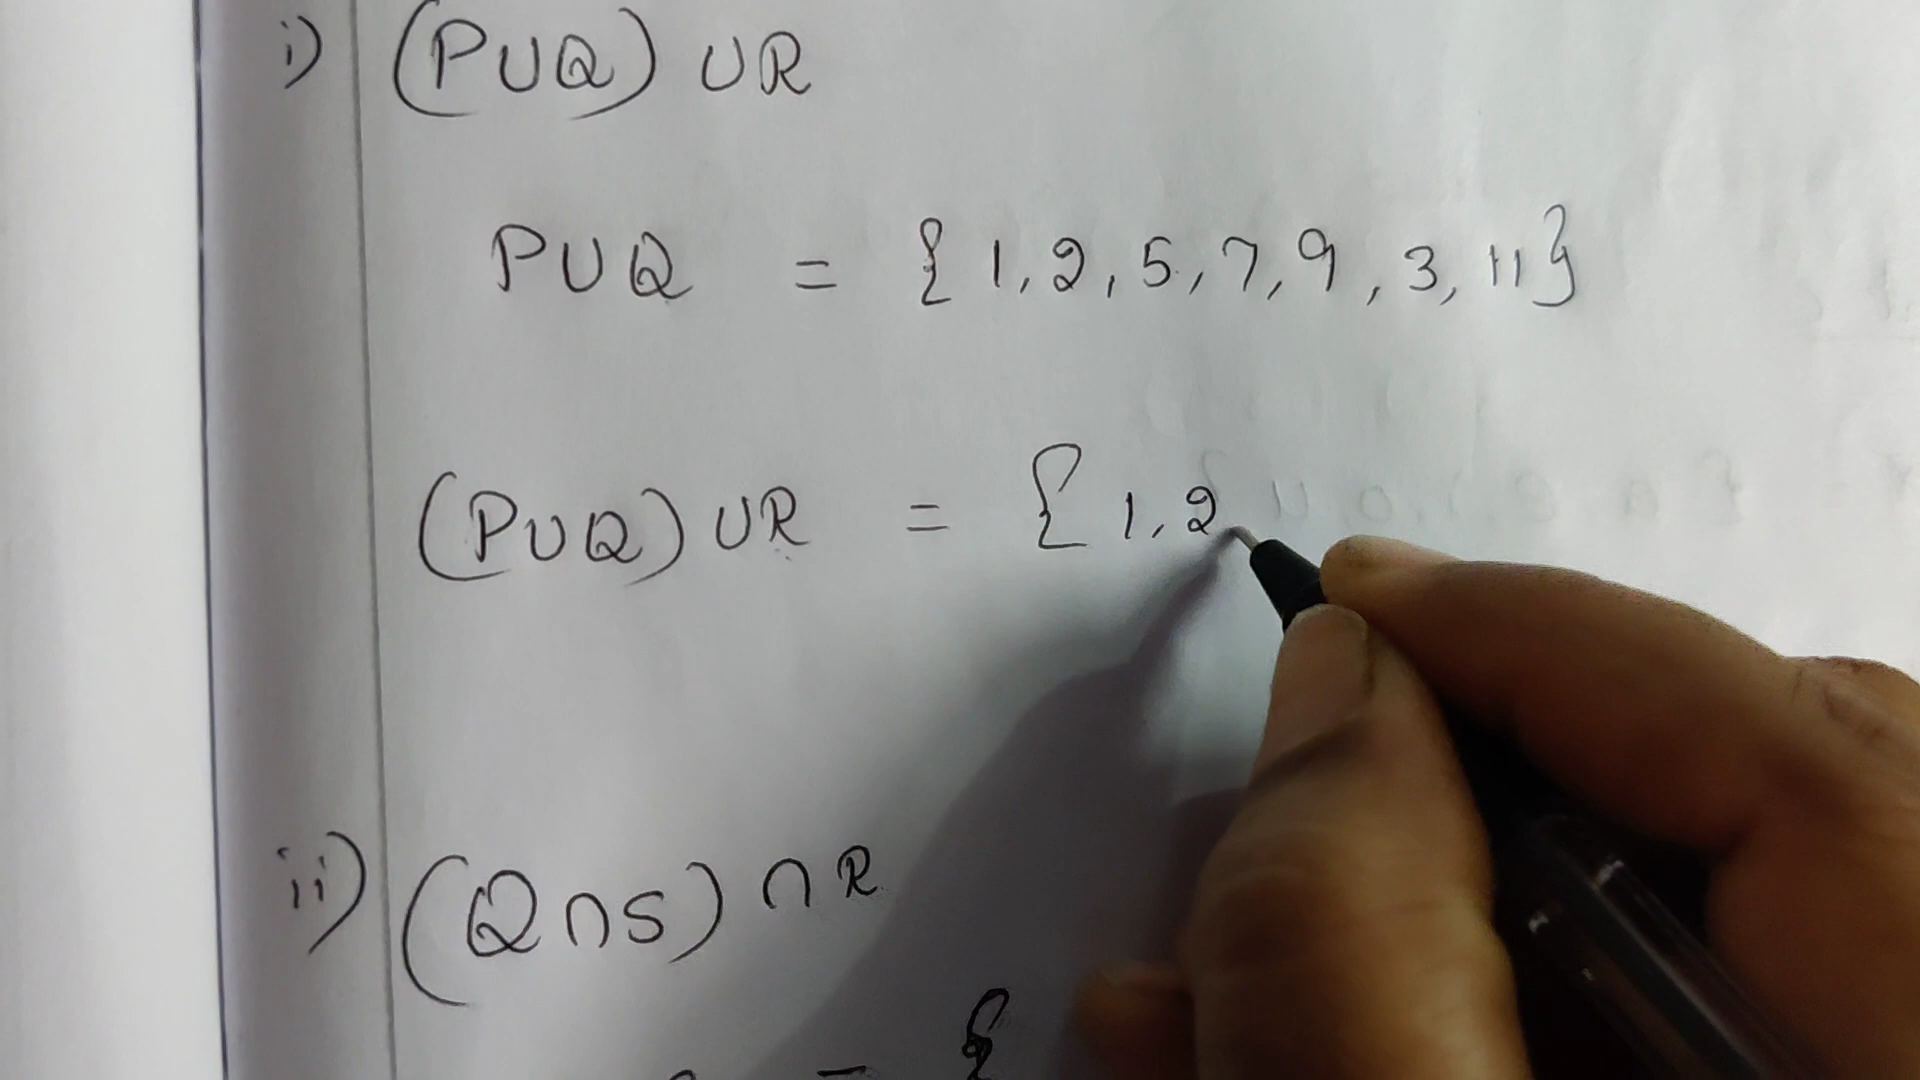 i) (P∪Q) ∪R
P∪Q = {1,2,5,7,9,3,11}
(P∪Q)∪R = {1,2
ii) (Q∩S)∩R
= {